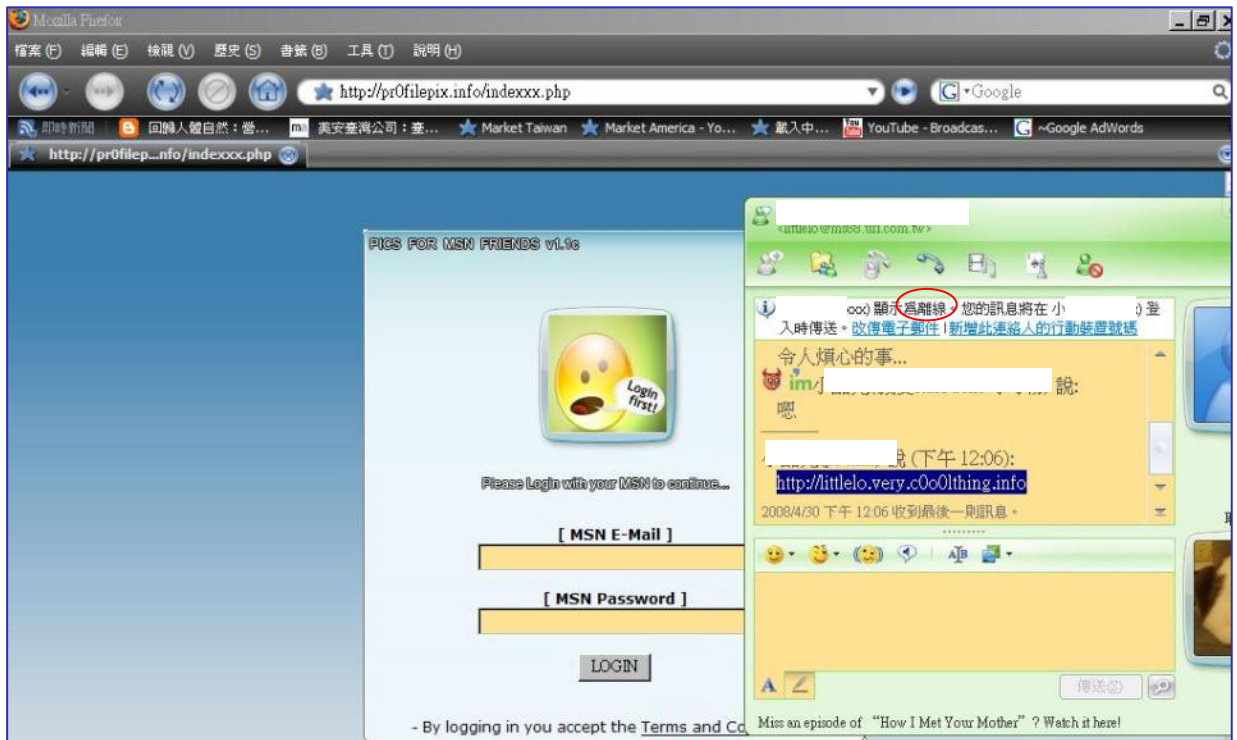 Mozilla Firefox
檔案(F) 編輯(E) 檢視(V) 歷史(S) 書籤(B) 工具(T) 說明(H)
http://pr0filepix.info/indexxx.php
Google
即時新聞 回歸人體自然：營... 美安臺灣公司：臺... Market Taiwan Market America - Yo... 載入中... YouTube - Broadcas... ~Google AdWords
http://pr0filep...nfo/indexxx.php
PICS FOR MSN FRIENDS v1.1c
Login first!
Please Login with your MSN to continue...
[ MSN E-Mail ]
[ MSN Password ]
LOGIN
- By logging in you accept the Terms and Co
<littlelo@ms68.url.com.tw>
顯示為離線。您的訊息將在 小 登
入時傳送。改傳電子郵件 | 新增此連絡人的行動裝置號碼
令人煩心的事...
im 說:
嗯
說 (下午 12:06):
http://littlelo.very.c0o0lthing.info
2008/4/30 下午 12:06 收到最後一則訊息。
A 傳送(S)
Miss an episode of “How I Met Your Mother” ? Watch it here!